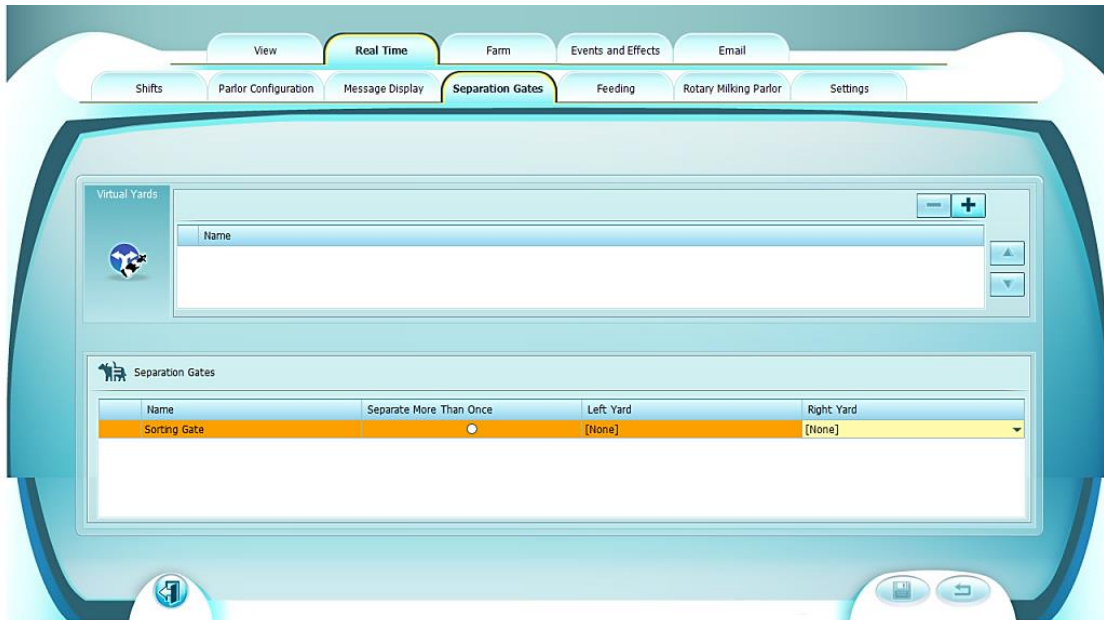 View Real Time Farm Events and Effects Email
Shifts Parlor Configuration Message Display Separation Gates Feeding Rotary Milking Parlor Settings
Virtual Yards
Name
Separation Gates
Name Separate More Than Once Left Yard Right Yard
Sorting Gate [None] [None]